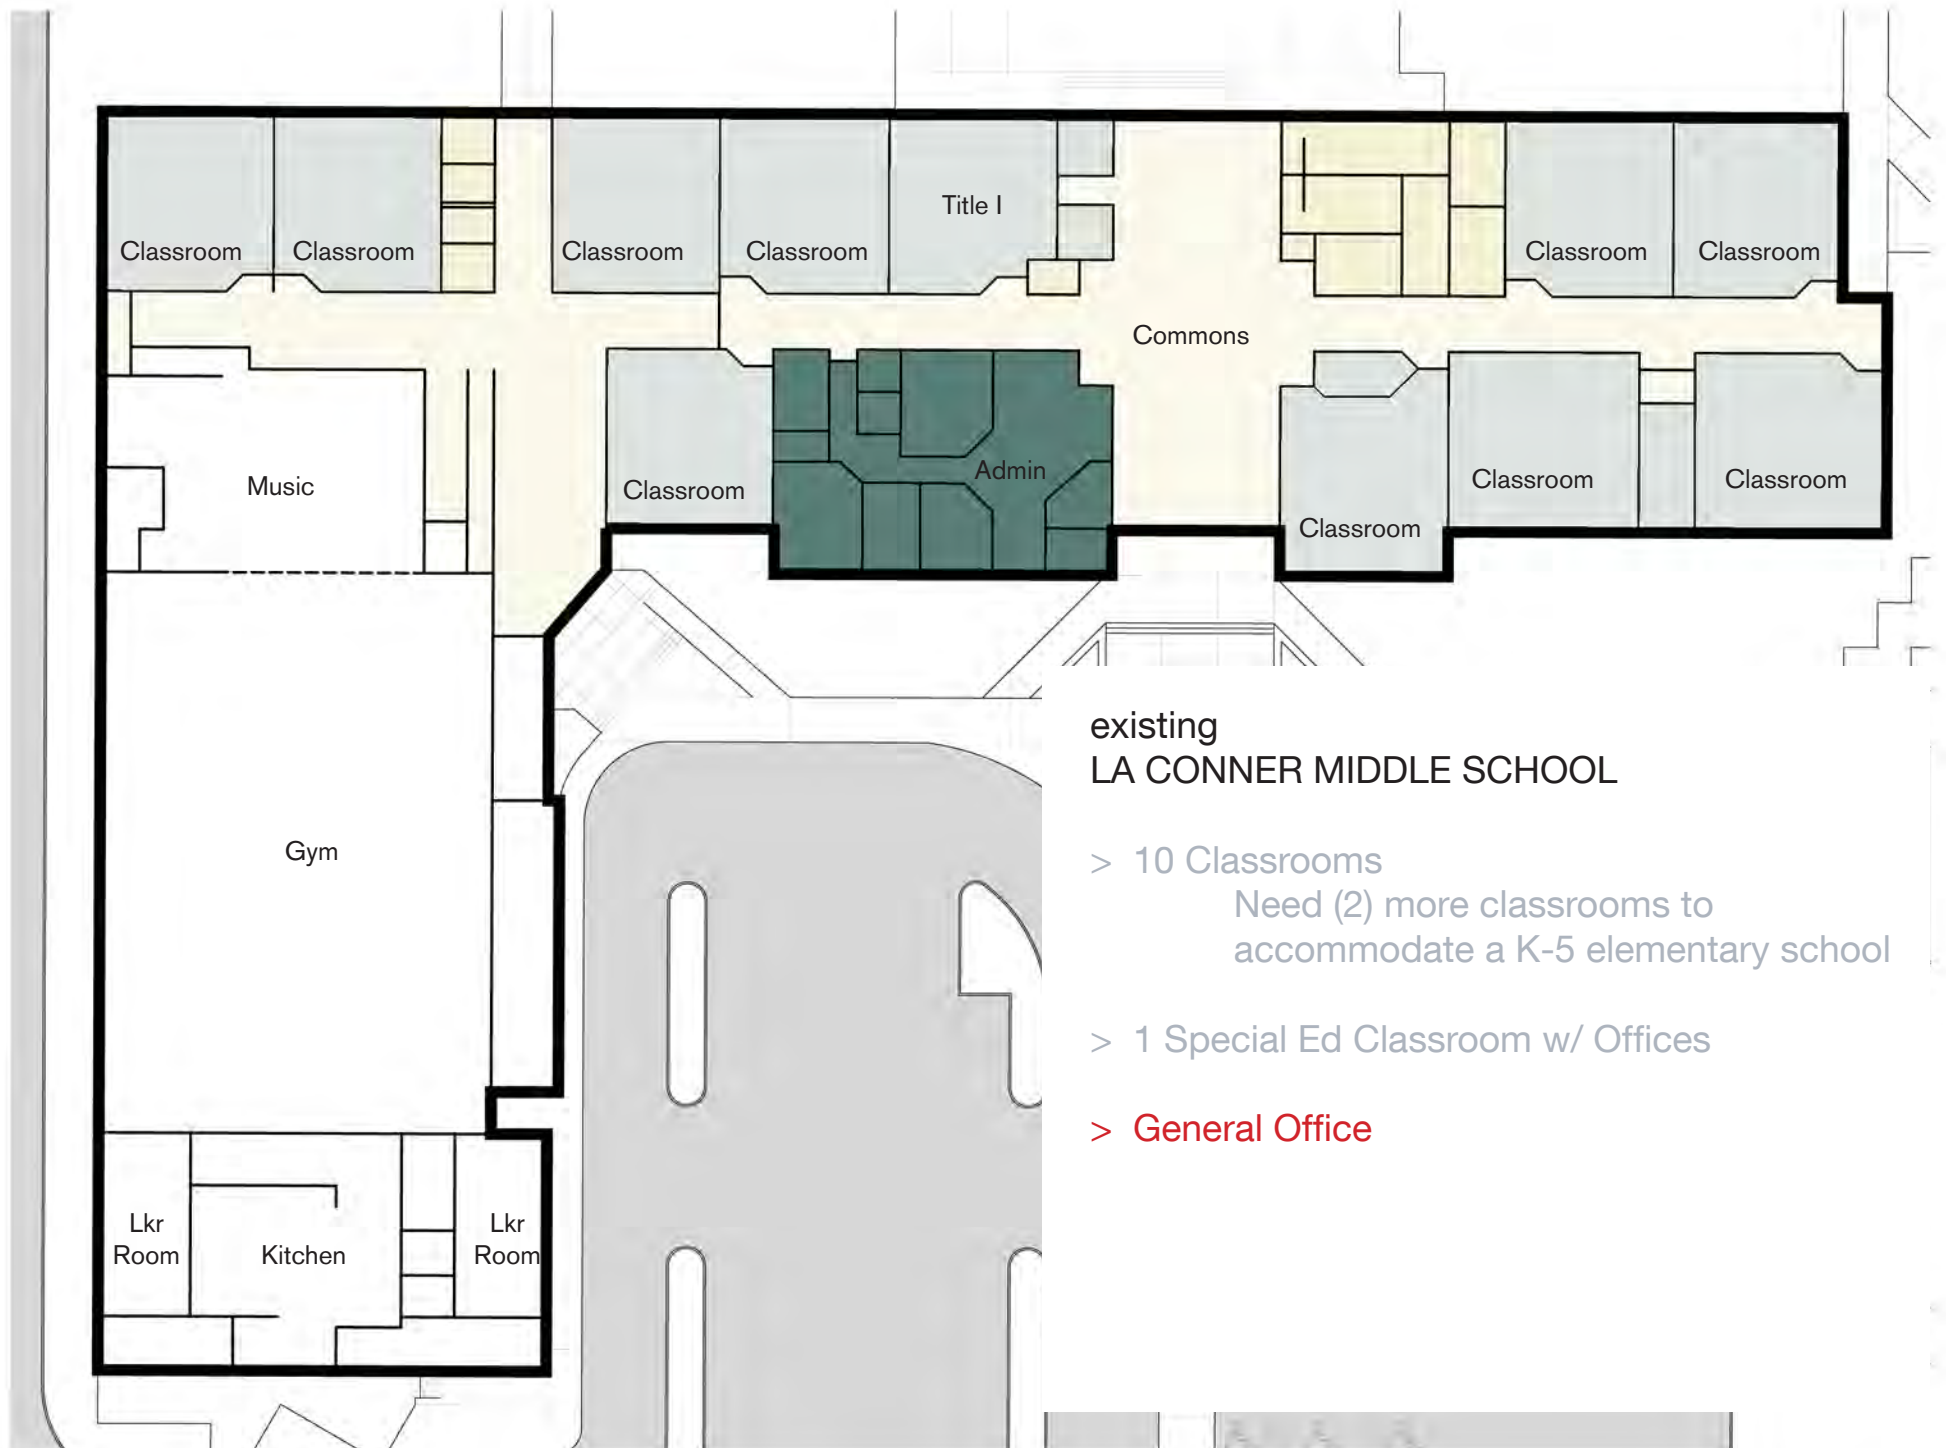 Title I
Classroom
Classroom
Classroom
Classroom
Classroom
Classroom
Commons
Admin
Music
Classroom
Classroom
Classroom
Classroom
Gym
Lkr
Room
Kitchen
Lkr
Room
existing
LA CONNER MIDDLE SCHOOL
> 10 Classrooms
Need (2) more classrooms to
accommodate a K-5 elementary school
> 1 Special Ed Classroom w/ Offices
> General Office